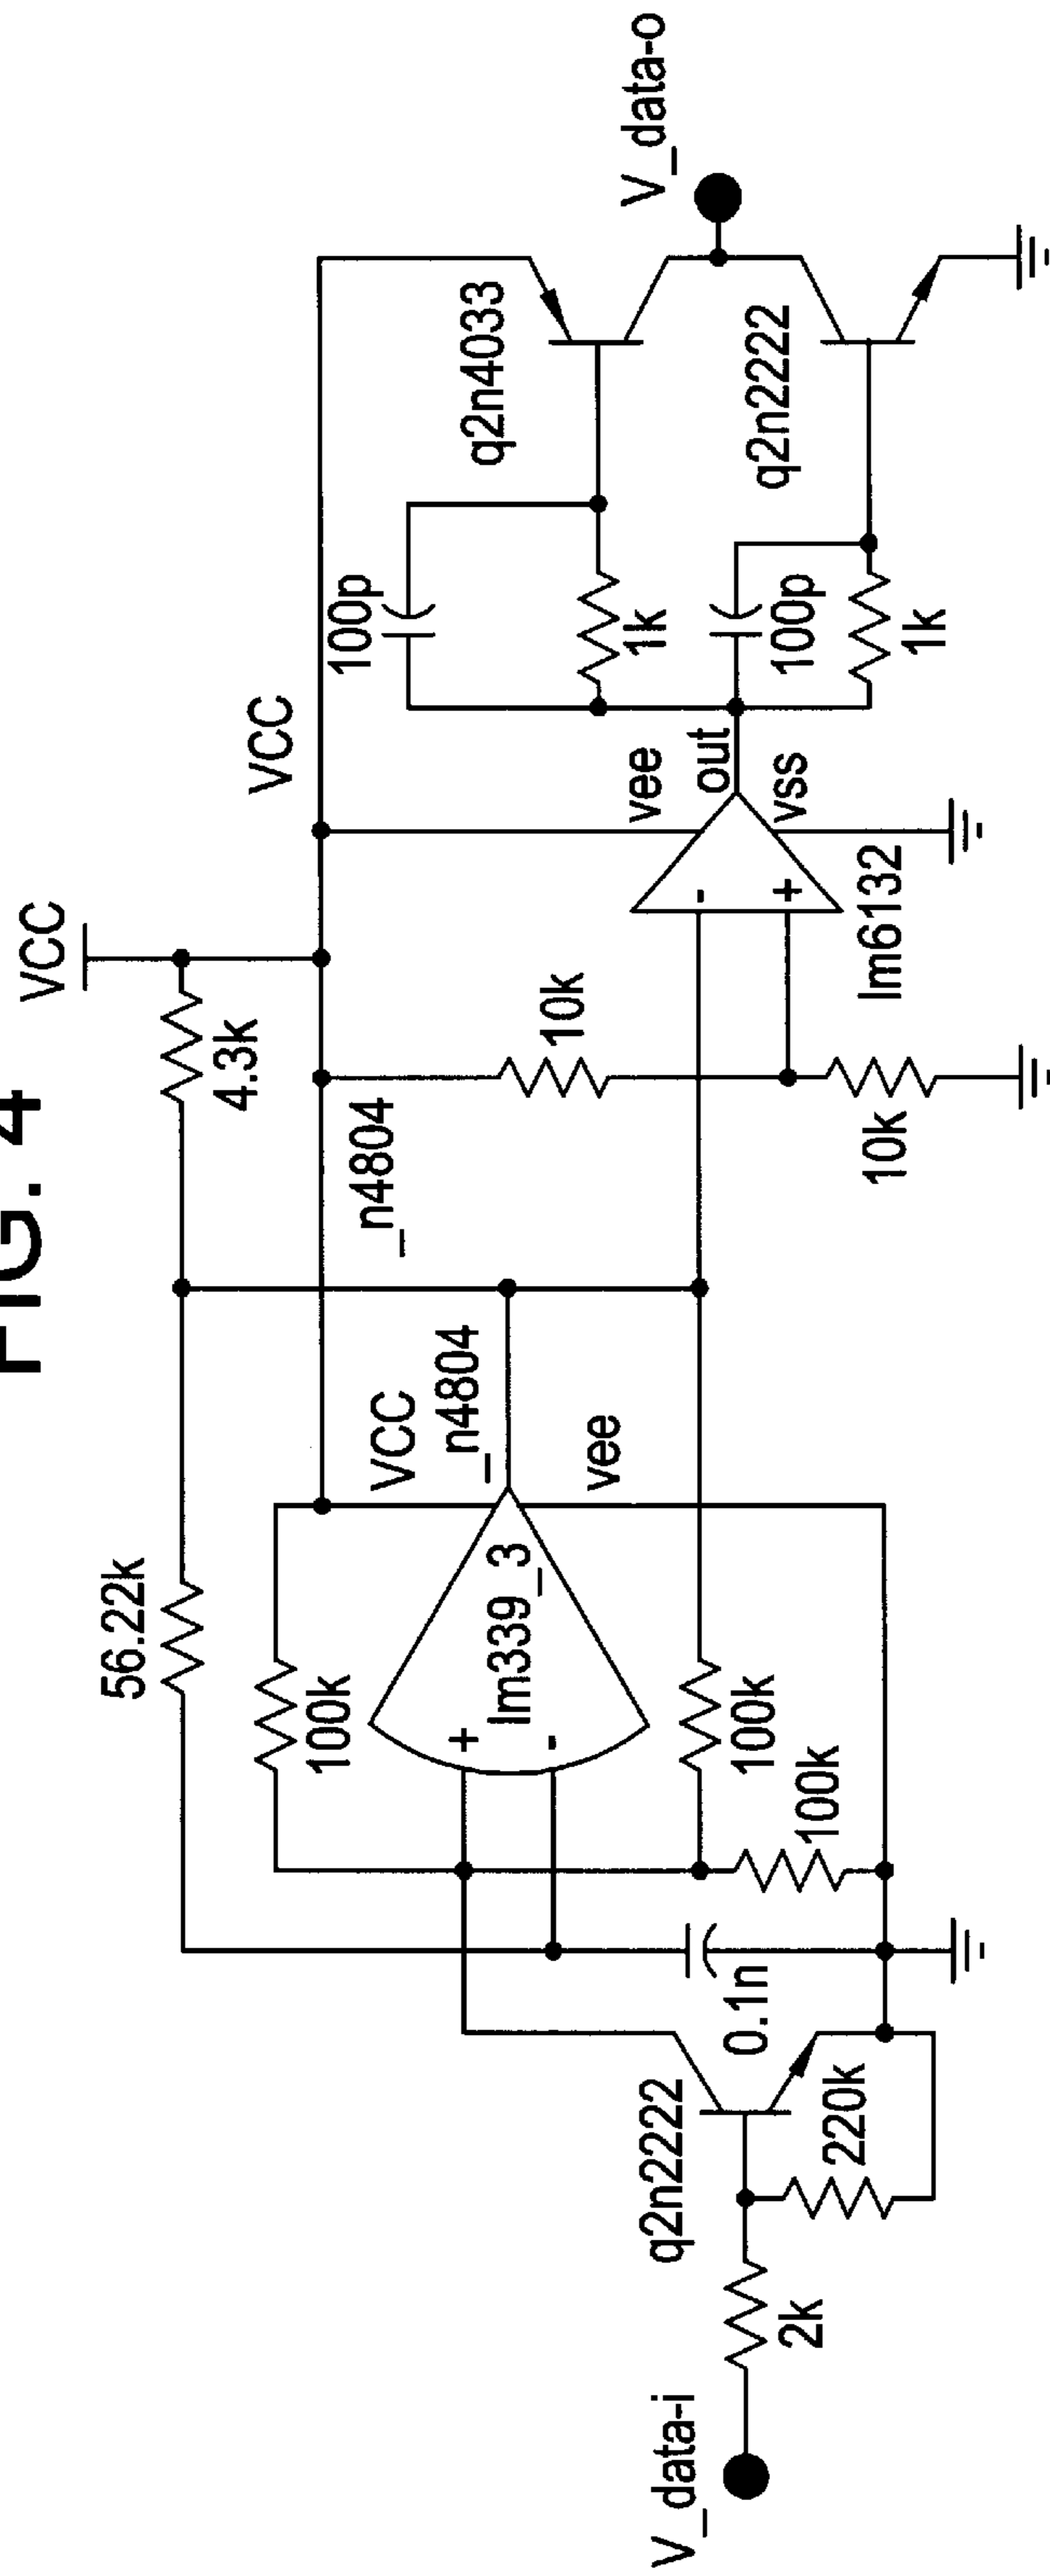 FIG. 4
VCC
56.22k
4.3k
VCC
100k
VCC
_n4804
_n4804
lm339_3
+
-
vee
100k
100k
0.1n
q2n2222
220k
2k
V_data-i
10k
10k
-
+
vee
out
vss
lm6132
100p
1k
100p
1k
q2n4033
q2n2222
V_data-o